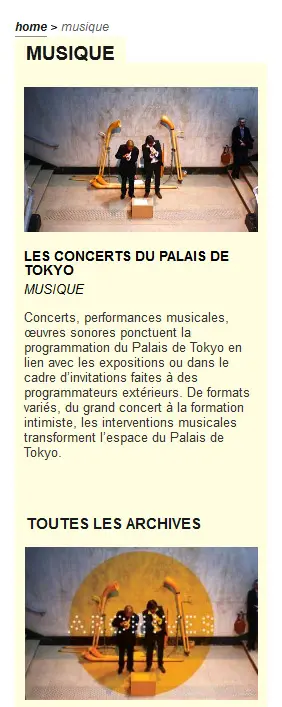 home > musique
MUSIQUE
LES CONCERTS DU PALAIS DE
TOKYO
MUSIQUE
Concerts, performances musicales,
œuvres sonores ponctuent la
programmation du Palais de Tokyo en
lien avec les expositions ou dans le
cadre d'invitations faites à des
programmateurs extérieurs. De formats
variés, du grand concert à la formation
intimiste, les interventions musicales
transforment l'espace du Palais de
Tokyo.
TOUTES LES ARCHIVES
ARCHIVES